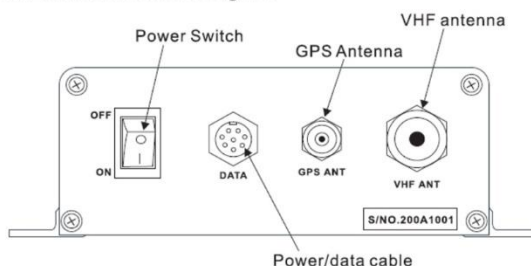 VHF antenna
Power Switch
GPS Antenna
OFF
ON
DATA
GPS ANT
VHF ANT
S/NO.200A1001
Power/data cable